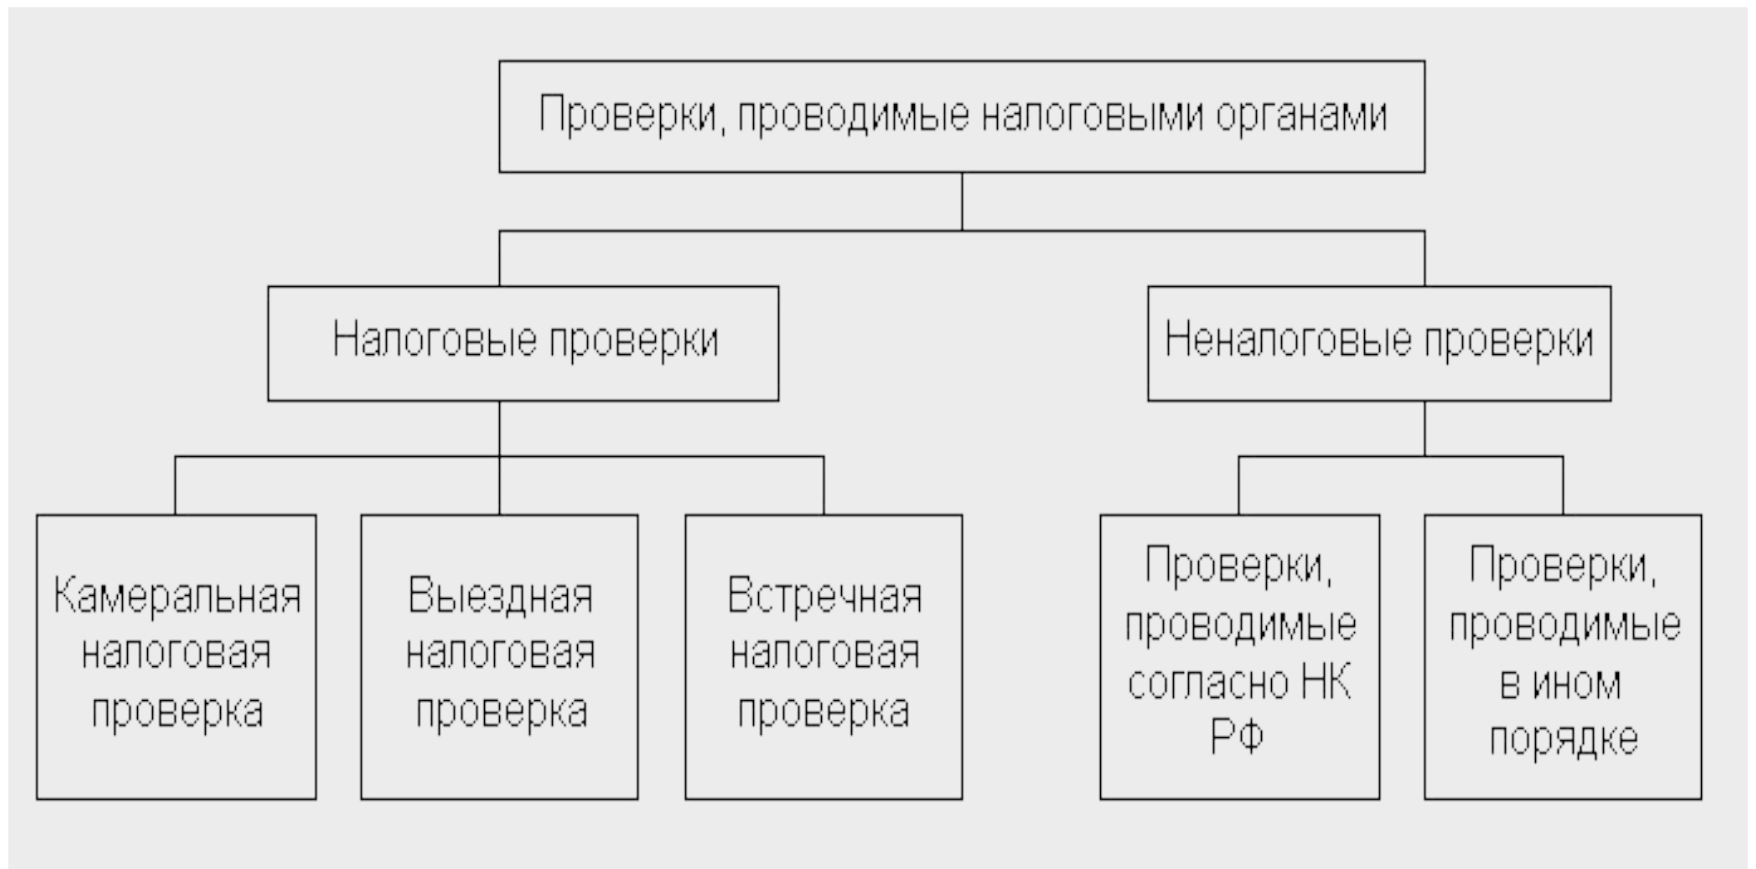 Проверки, проводимые налоговыми органами
Налоговые проверки
Неналоговые проверки
Камеральная
налоговая
проверка
Выездная
налоговая
проверка
Встречная
налоговая
проверка
Проверки,
проводимые
согласно НК
РФ
Проверки,
проводимые
в ином
порядке